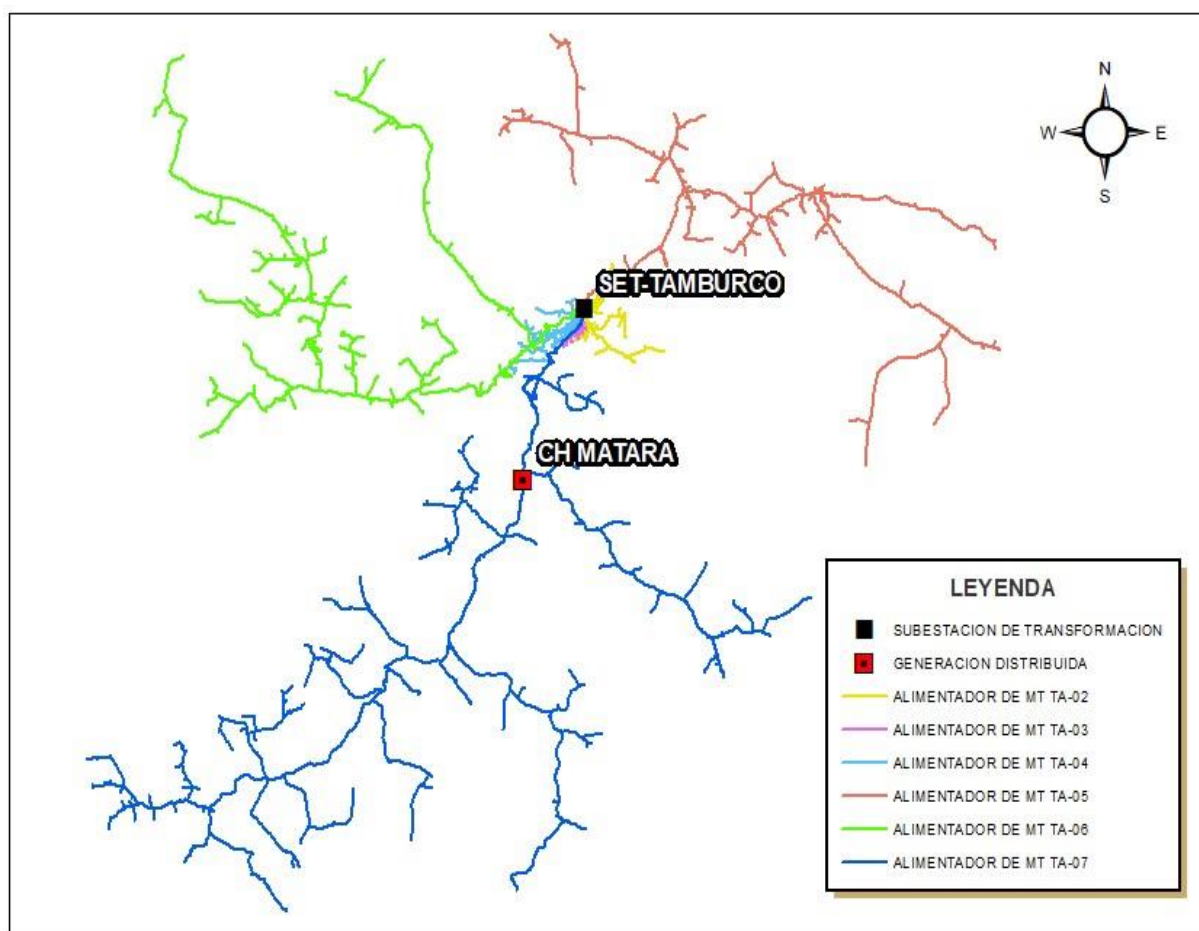 N
W
E
S
SET-TAMBURCO
CH MATARA
LEYENDA
SUBESTACION DE TRANSFORMACION
GENERACION DISTRIBUIDA
ALIMENTADOR DE MT TA-02
ALIMENTADOR DE MT TA-03
ALIMENTADOR DE MT TA-04
ALIMENTADOR DE MT TA-05
ALIMENTADOR DE MT TA-06
ALIMENTADOR DE MT TA-07